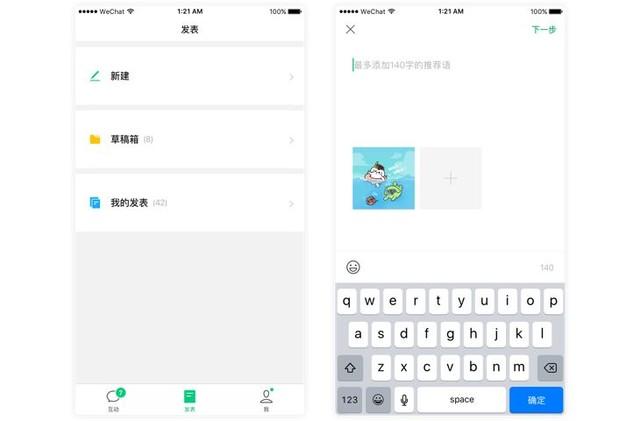 WeChat
1:21 AM
100%
发表
新建
草稿箱 (8)
我的发表 (42)
7
互动
发表
我
WeChat
1:21 AM
100%
下一步
最多添加140字的推荐语
140
q w e r t y u i o p
a s d f g h j k l
z x c v b n m
123
space
确定